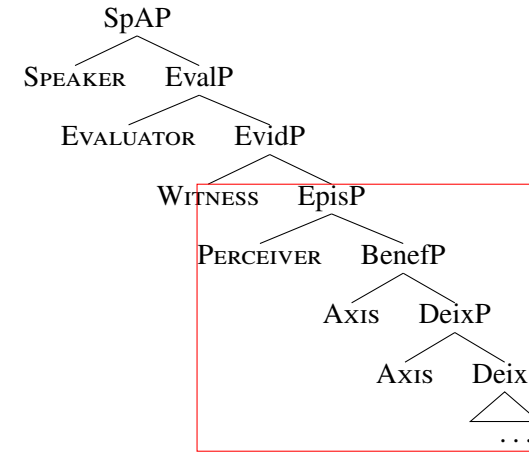 SpAP
SPEAKER EvalP
EVALUATOR EvidP
WITNESS EpisP
PERCEIVER BenefP
AXIS DeixP
AXIS Deix
...